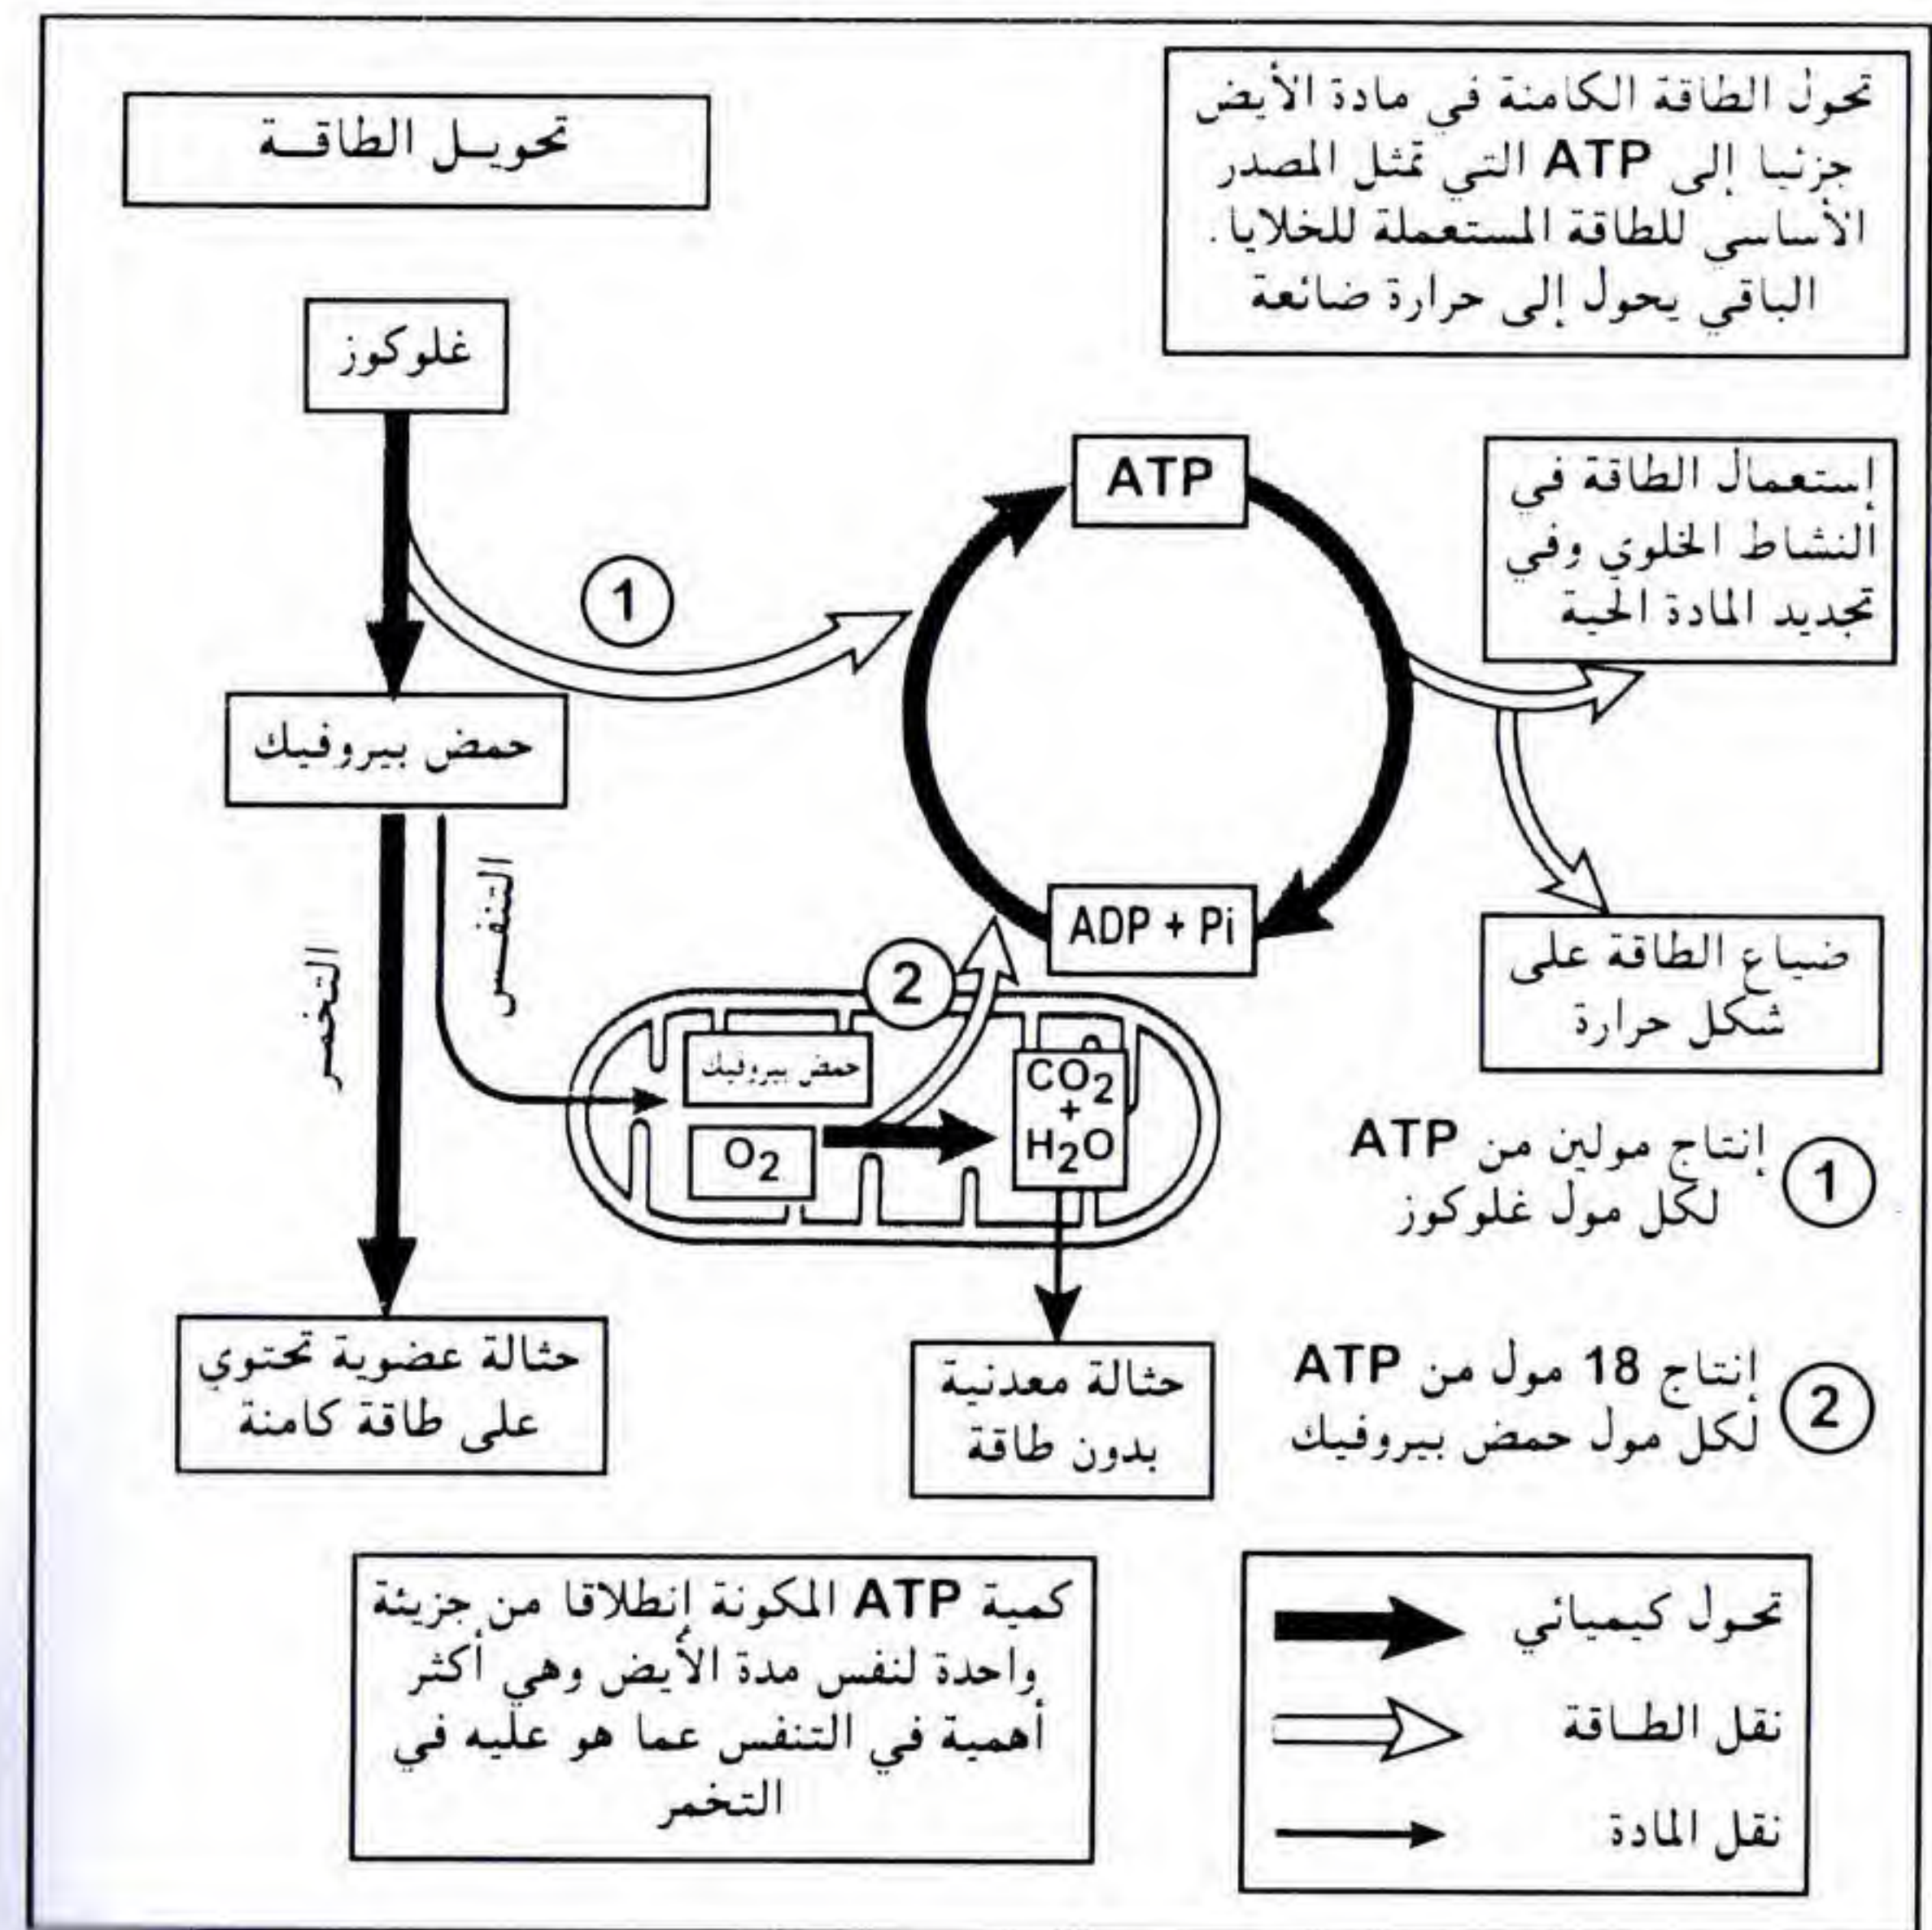 تحول الطاقة الكامنة في مادة الأيض
جزئيا إلى ATP التي تمثل المصدر
الأساسي للطاقة المستعملة للخلايا.
الباقي يحول إلى حرارة ضائعة
تحويل الطاقة
غلوكوز
ATP
إستعمال الطاقة في
النشاط الخلوي وفي
تجديد المادة الحية
1
حمض بيروفيك
التنفس
التخمر
ADP + Pi
ضياع الطاقة على
شكل حرارة
2
حمض بيروفيك
O2
CO2
+
H2O
1 إنتاج مولين من ATP
لكل مول غلوكوز
2 إنتاج 18 مول من ATP
لكل مول حمض بيروفيك
حثالة معدنية
بدون طاقة
حثالة عضوية تحتوي
على طاقة كامنة
تحول كيميائي
نقل الطاقة
نقل المادة
كمية ATP المكونة إنطلاقا من جزيئة
واحدة لنفس مدة الأيض وهي أكثر
أهمية في التنفس عما هو عليه في
التخمر